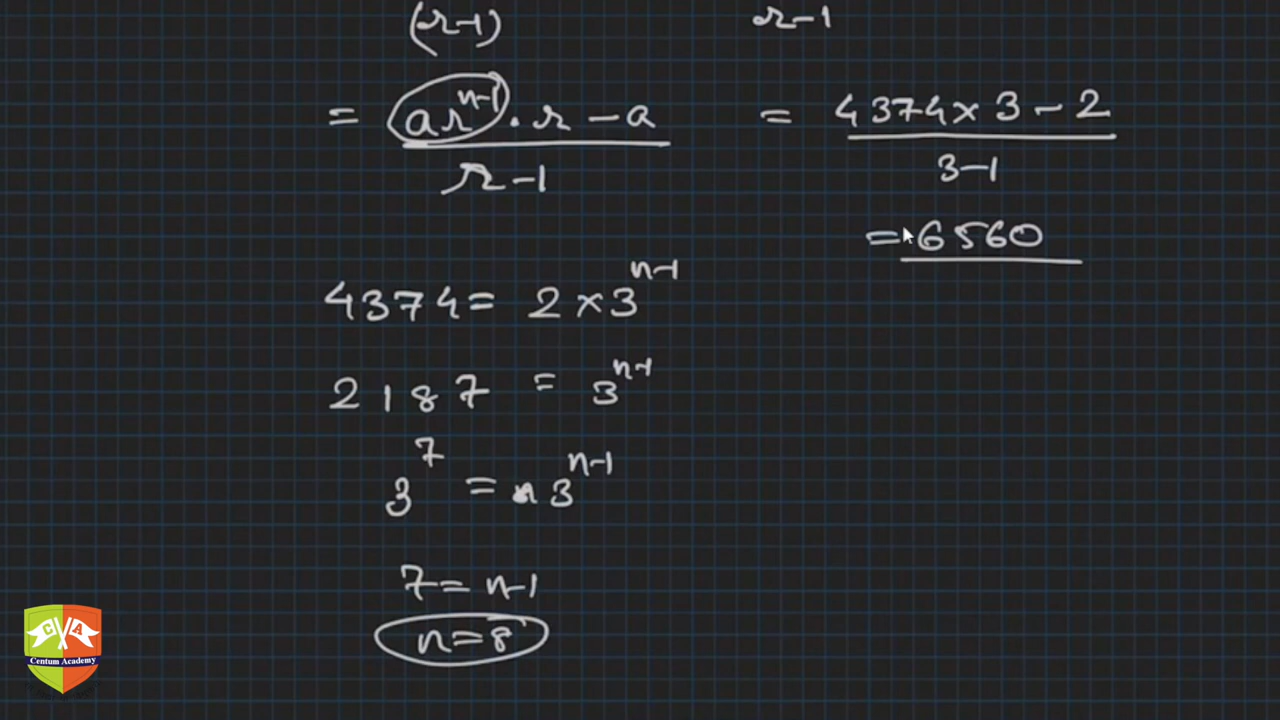 (r-1)
= ar^{n-1} . r - a
r-1
4374 = 2 × 3^{n-1}
2187 = 3^{n-1}
3^7 = 3^{n-1}
7 = n-1
n = 8
r-1
= 4374 × 3 - 2
3-1
= 6560
CA
Centum Academy